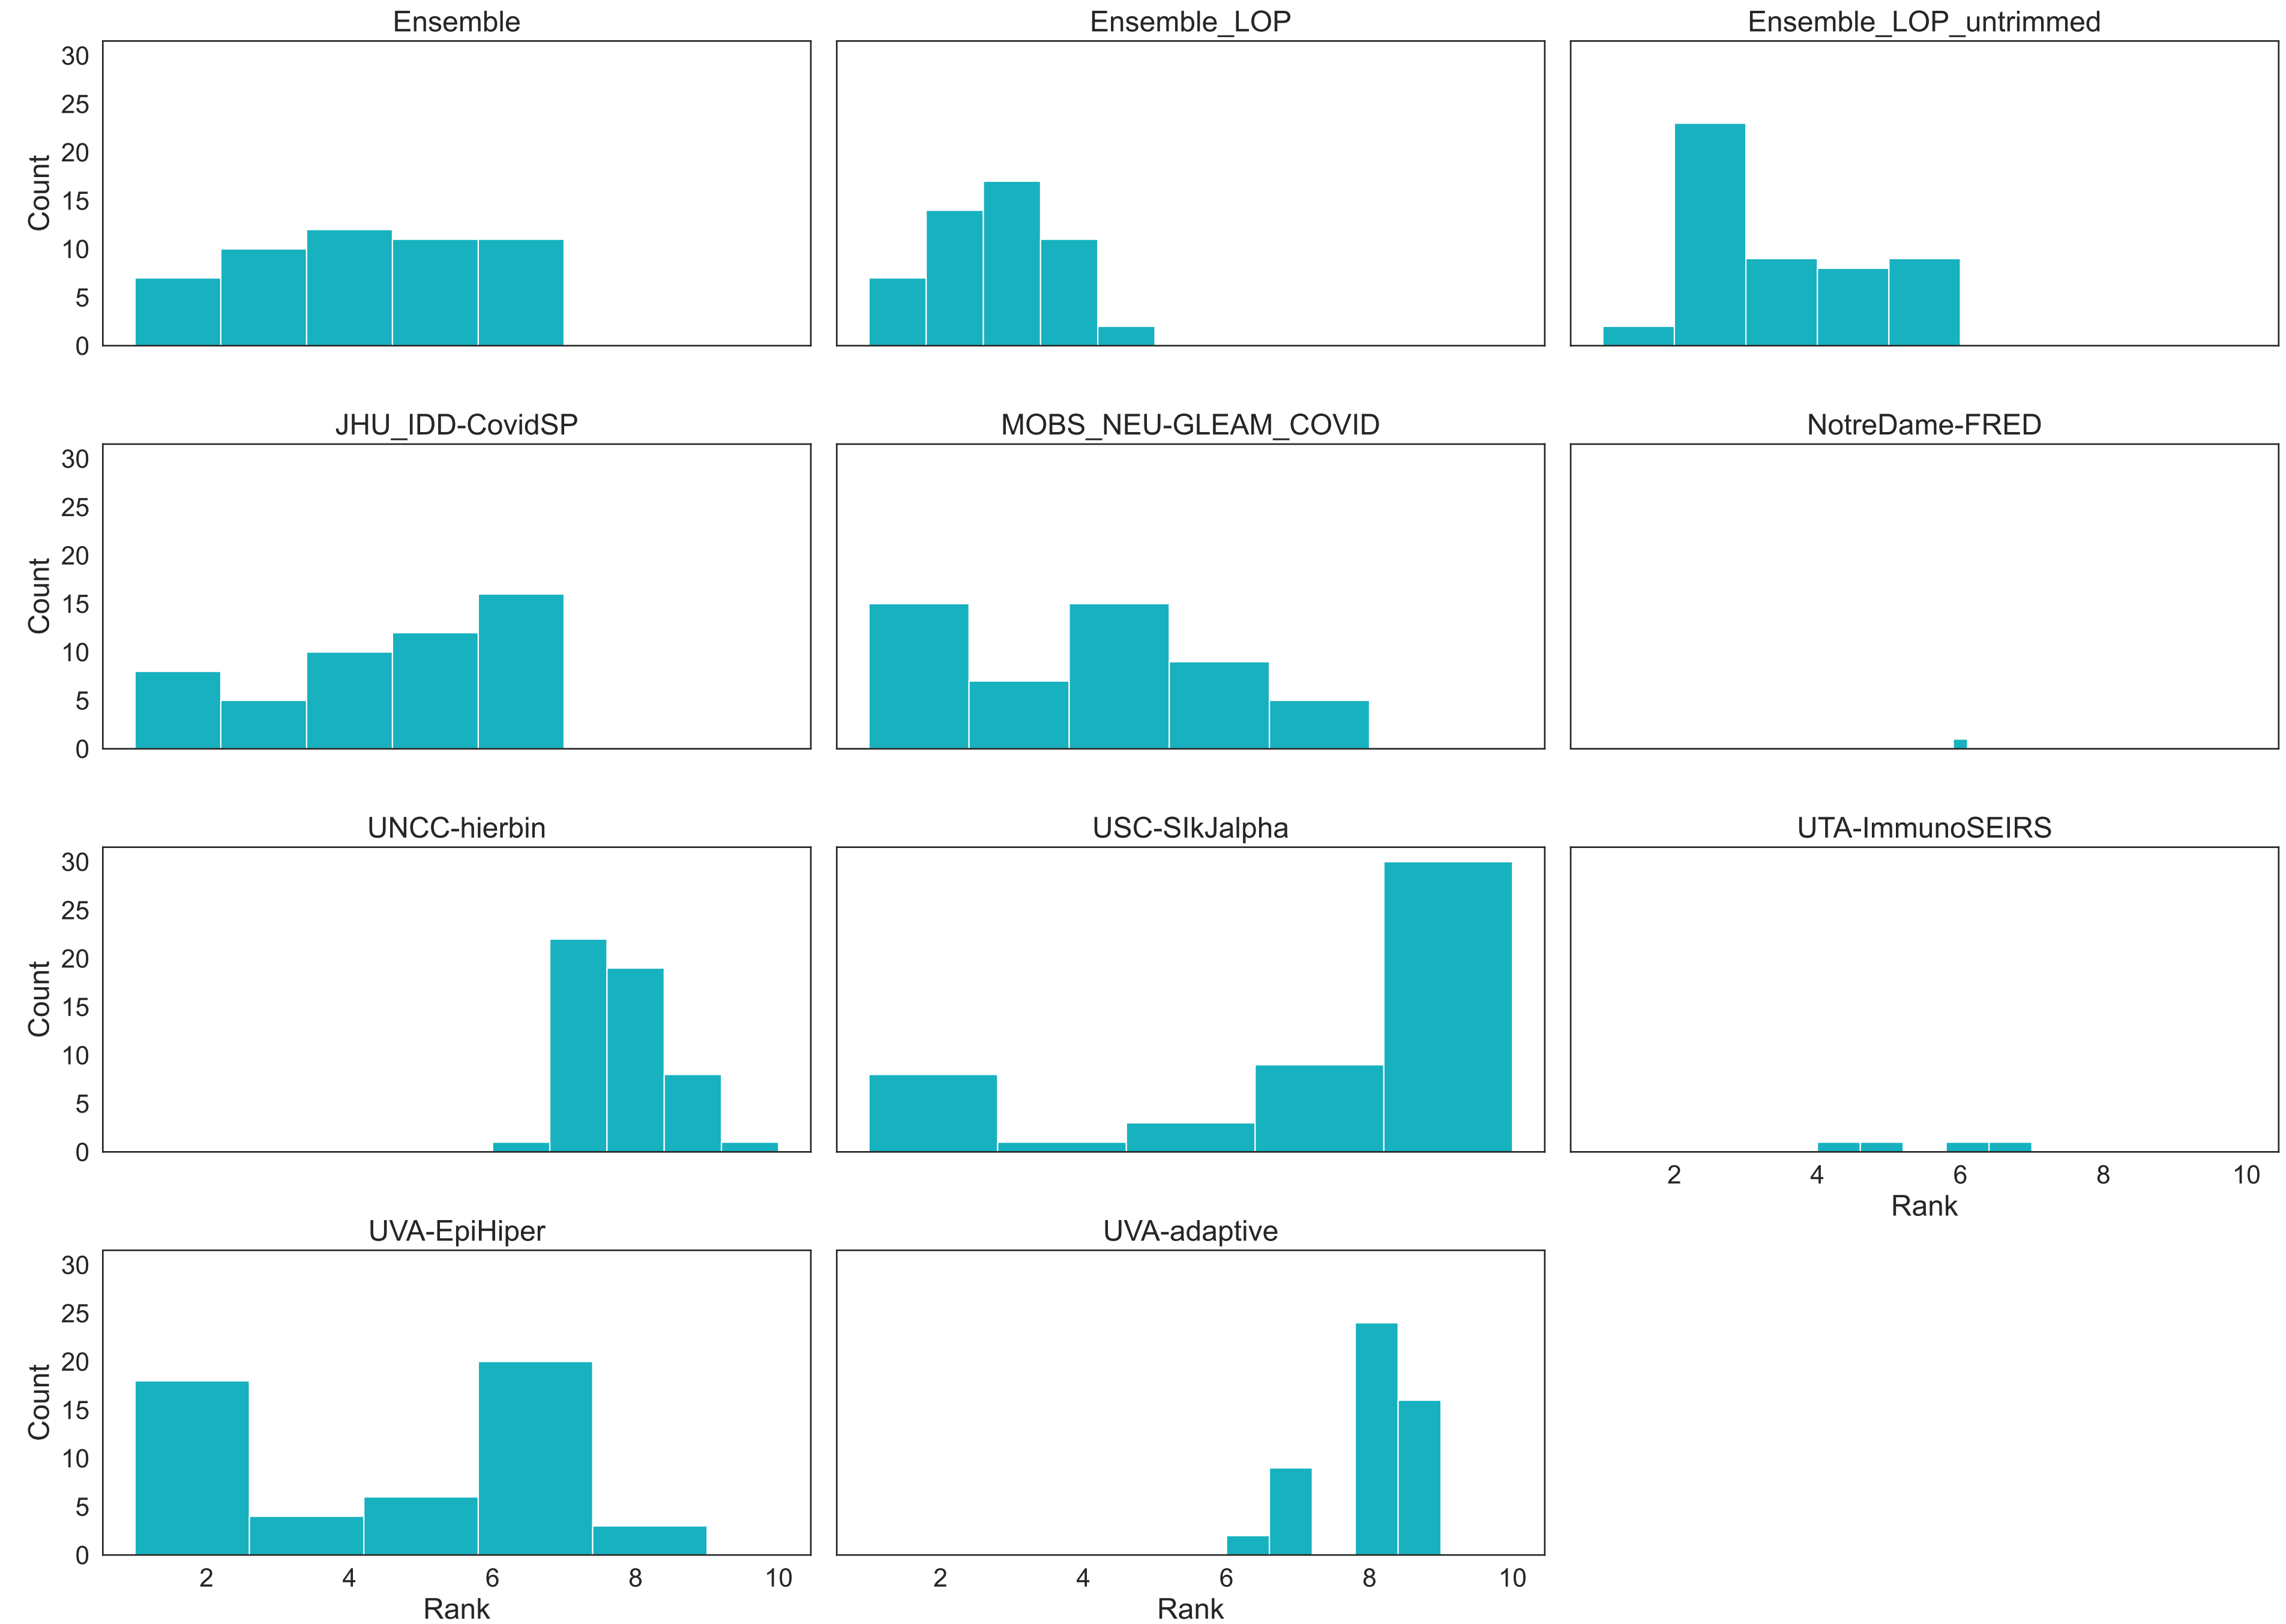 Ensemble
Ensemble_LOP
Ensemble_LOP_untrimmed
30
25
20
15
10
5
0
Count
JHU_IDD-CovidSP
MOBS_NEU-GLEAM_COVID
NotreDame-FRED
30
25
20
15
10
5
0
Count
UNCC-hierbin
USC-SIkJalpha
UTA-ImmunoSEIRS
30
25
20
15
10
5
0
Count
2 4 6 8 10
Rank
UVA-EpiHiper
UVA-adaptive
30
25
20
15
10
5
0
Count
2 4 6 8 10
2 4 6 8 10
Rank
Rank